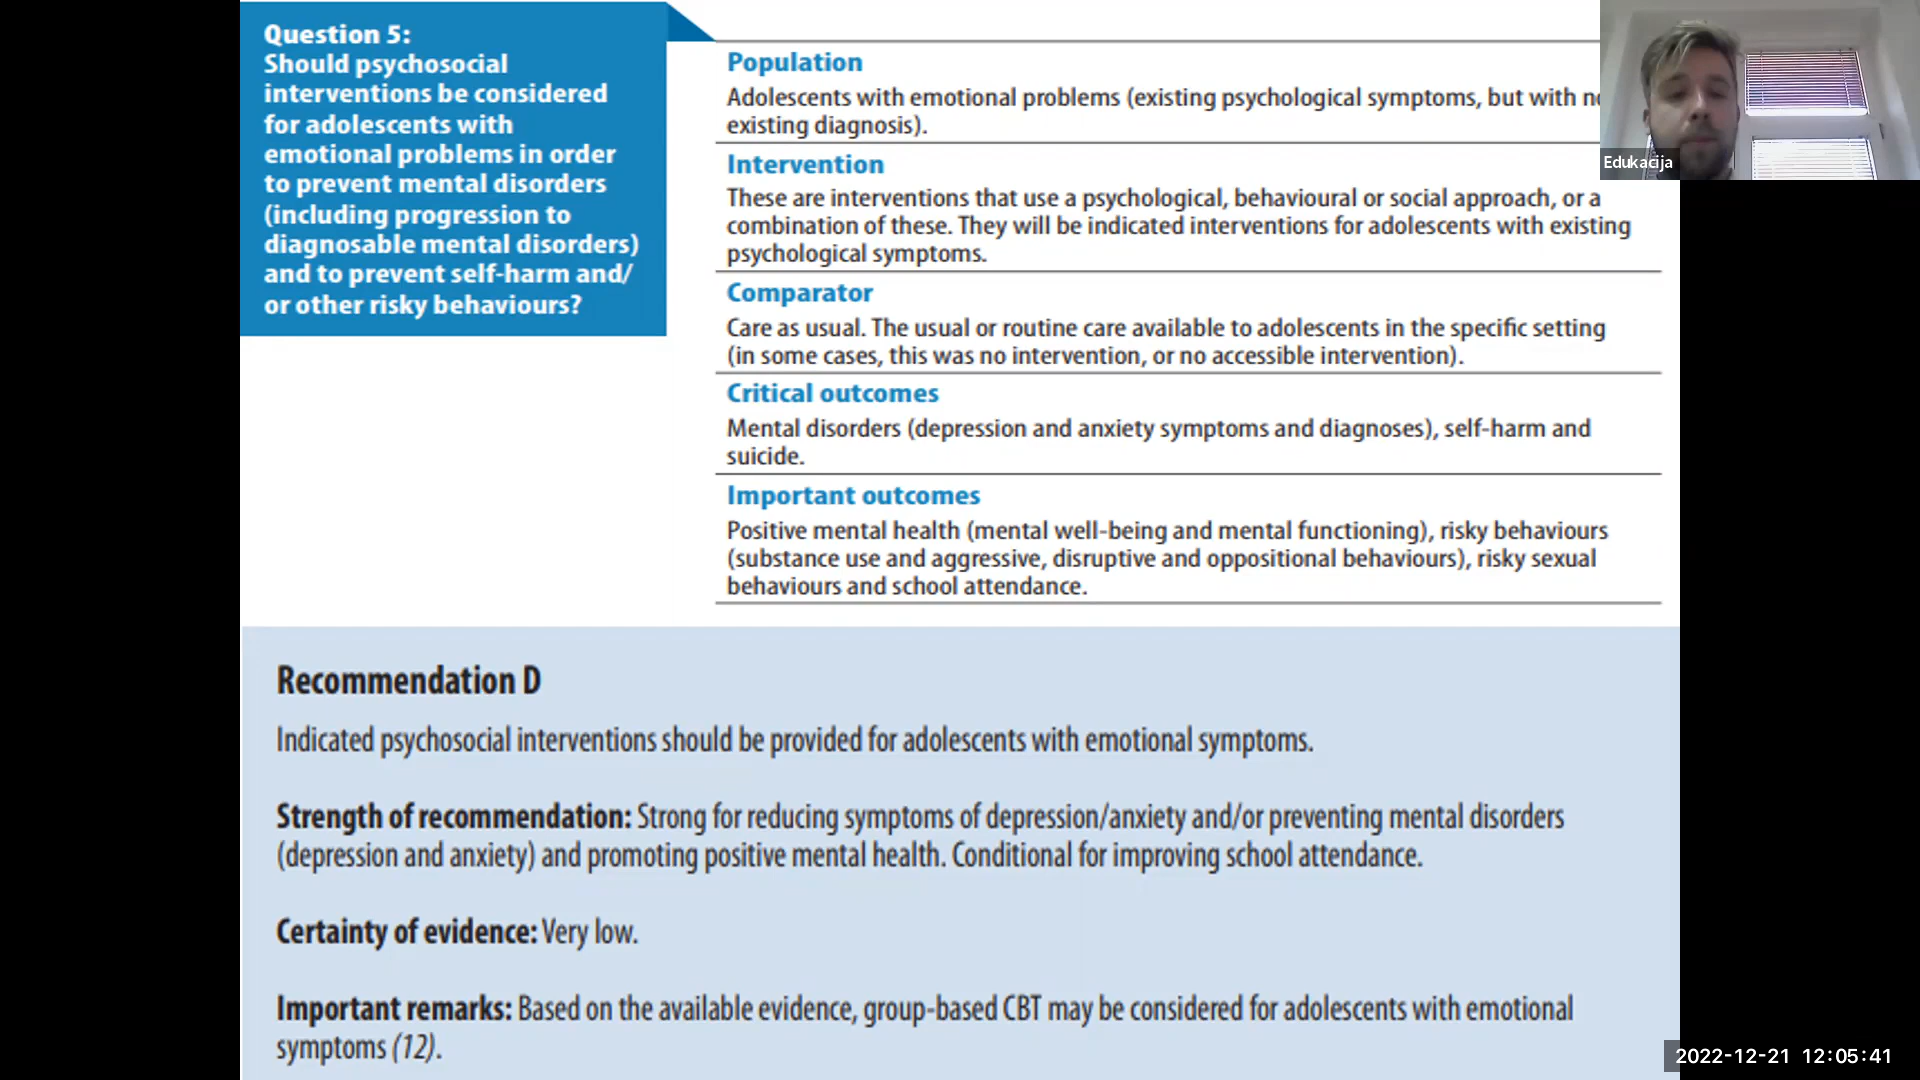 Question 5:
Should psychosocial
interventions be considered
for adolescents with
emotional problems in order
to prevent mental disorders
(including progression to
diagnosable mental disorders)
and to prevent self-harm and/
or other risky behaviours?
Population
Adolescents with emotional problems (existing psychological symptoms, but with
existing diagnosis).
Intervention
These are interventions that use a psychological, behavioural or social approach, or a
combination of these. They will be indicated interventions for adolescents with existing
psychological symptoms.
Comparator
Care as usual. The usual or routine care available to adolescents in the specific setting
(in some cases, this was no intervention, or no accessible intervention).
Critical outcomes
Mental disorders (depression and anxiety symptoms and diagnoses), self-harm and
suicide.
Important outcomes
Positive mental health (mental well-being and mental functioning), risky behaviours
(substance use and aggressive, disruptive and oppositional behaviours), risky sexual
behaviours and school attendance.
Recommendation D
Indicated psychosocial interventions should be provided for adolescents with emotional symptoms.
Strength of recommendation: Strong for reducing symptoms of depression/anxiety and/or preventing mental disorders
(depression and anxiety) and promoting positive mental health. Conditional for improving school attendance.
Certainty of evidence: Very low.
Important remarks: Based on the available evidence, group-based CBT may be considered for adolescents with emotional
symptoms (12).
Edukacija
2022-12-21 12:05:41